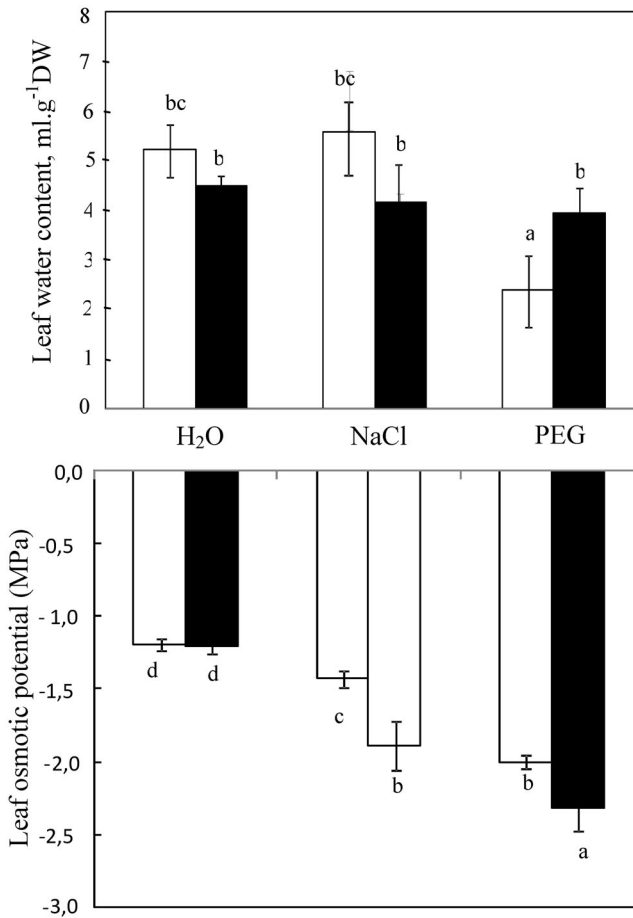 Leaf water content, ml.g⁻¹DW
8
7
6
5
4
3
2
1
0
bc
b
bc
b
a
b
H₂O
NaCl
PEG
Leaf osmotic potential (MPa)
0,0
-0,5
-1,0
-1,5
-2,0
-2,5
-3,0
d
d
c
b
b
a